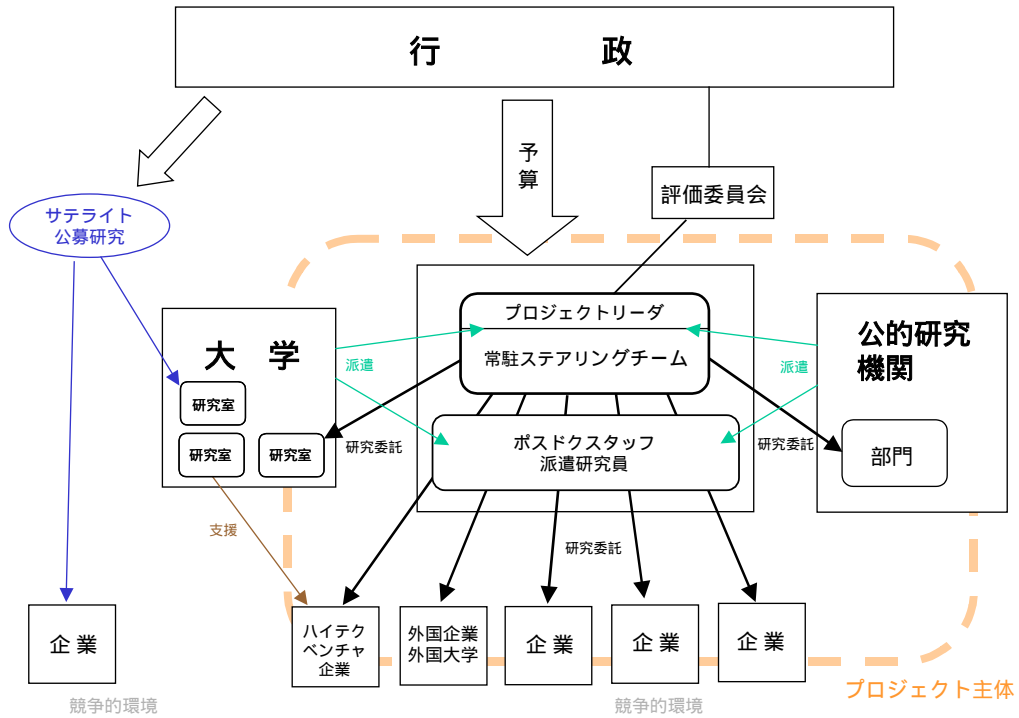 行 政
予
算
評価委員会
サテライト
公募研究
プロジェクトリーダ
常駐ステアリングチーム
大 学
公的研究
機関
派遣
派遣
研究室
研究室
研究室
研究委託
ポスドクスタッフ
派遣研究員
研究委託
部門
支援
研究委託
企 業
ハイテク
ベンチャ
企業
外国企業
外国大学
企 業
企 業
企 業
プロジェクト主体
競争的環境
競争的環境